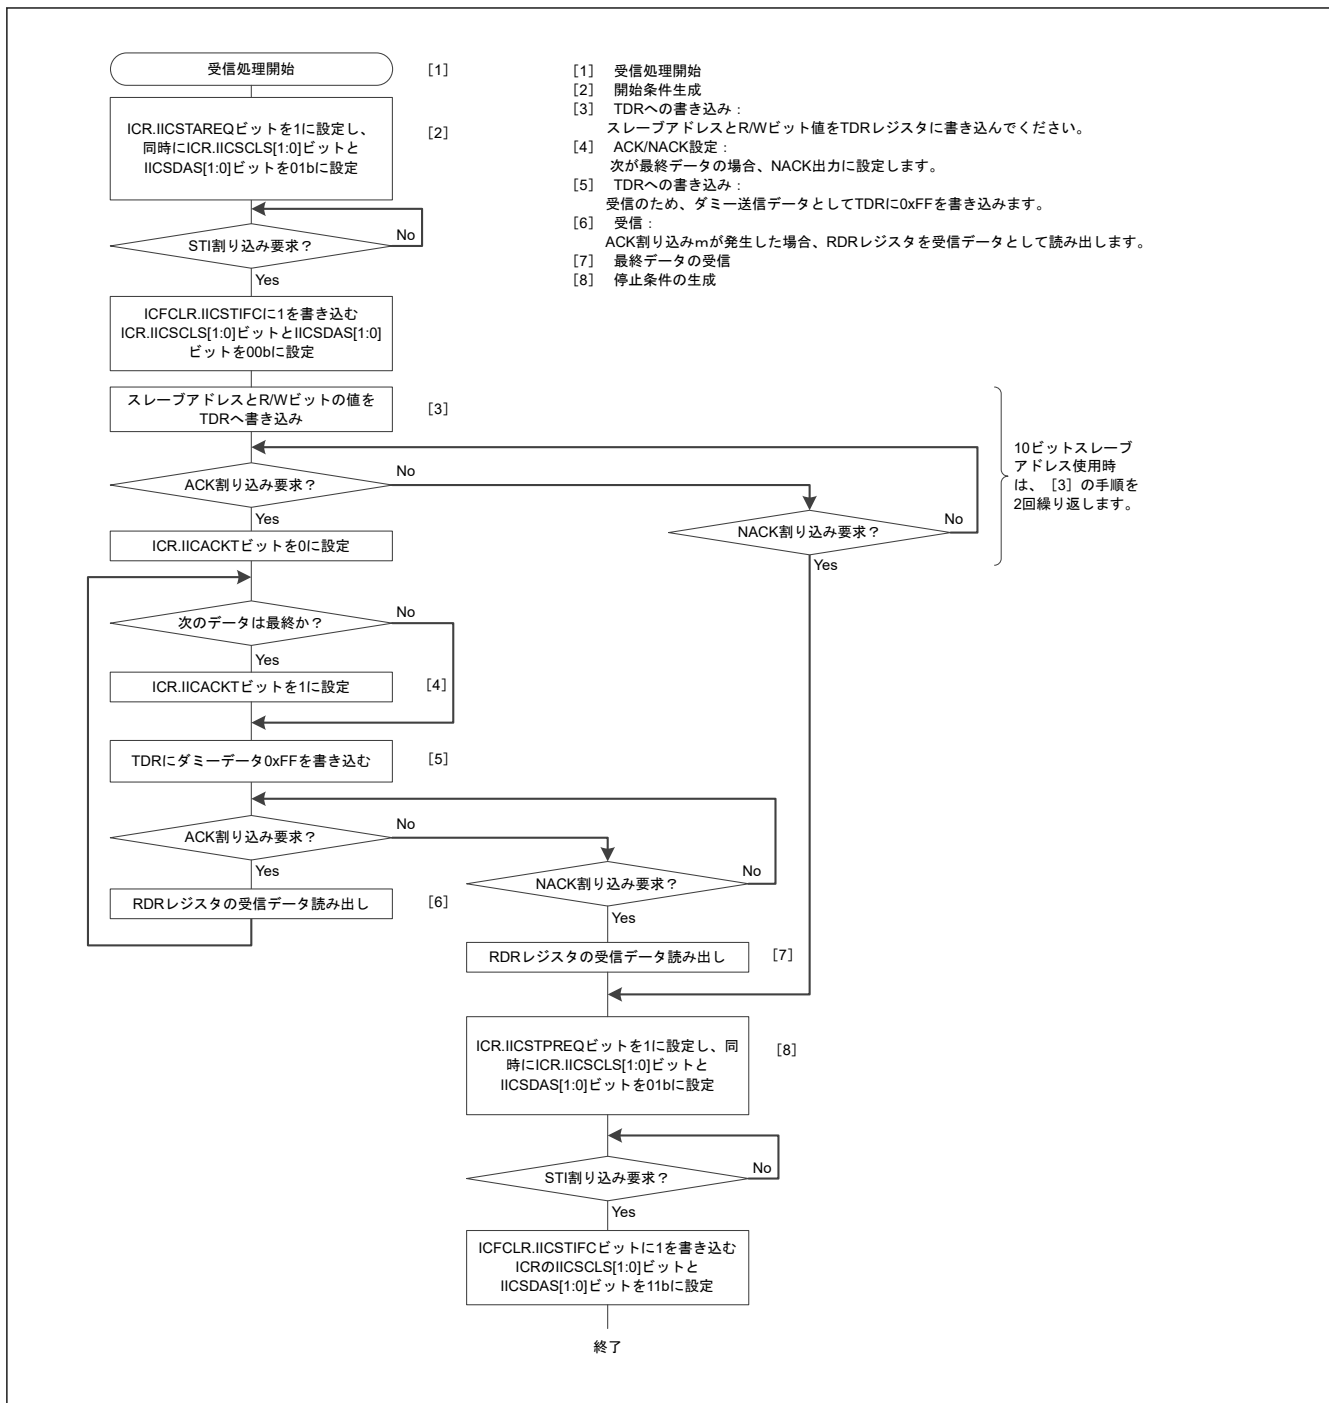 受信処理開始
[1]
ICR.IICSTAREQビットを1に設定し、
同時にICR.IICSCLS[1:0]ビットと
IICSDAS[1:0]ビットを01bに設定
[2]
STI割り込み要求？
No
Yes
ICFCLR.IICSTIFCに1を書き込む
ICR.IICSCLS[1:0]ビットとIICSDAS[1:0]
ビットを00bに設定
スレーブアドレスとR/Wビットの値を
TDRへ書き込み
[3]
ACK割り込み要求？
No
Yes
NACK割り込み要求？
No
Yes
ICR.IICACKTビットを0に設定
次のデータは最終か？
No
Yes
ICR.IICACKTビットを1に設定
[4]
TDRにダミーデータ0xFFを書き込む
[5]
ACK割り込み要求？
No
Yes
NACK割り込み要求？
No
Yes
RDRレジスタの受信データ読み出し
[6]
RDRレジスタの受信データ読み出し
[7]
ICR.IICSTPREQビットを1に設定し、同
時にICR.IICSCLS[1:0]ビットと
IICSDAS[1:0]ビットを01bに設定
[8]
STI割り込み要求？
No
Yes
ICFCLR.IICSTIFCビットに1を書き込む
ICRのIICSCLS[1:0]ビットと
IICSDAS[1:0]ビットを11bに設定
終了
[1] 受信処理開始
[2] 開始条件生成
[3] TDRへの書き込み：
スレーブアドレスとR/Wビット値をTDRレジスタに書き込んでください。
[4] ACK/NACK設定：
次が最終データの場合、NACK出力に設定します。
[5] TDRへの書き込み：
受信のため、ダミー送信データとしてTDRに0xFFを書き込みます。
[6] 受信：
ACK割り込みｍが発生した場合、RDRレジスタを受信データとして読み出します。
[7] 最終データの受信
[8] 停止条件の生成
10ビットスレーブ
アドレス使用時
は、［3］の手順を
2回繰り返します。